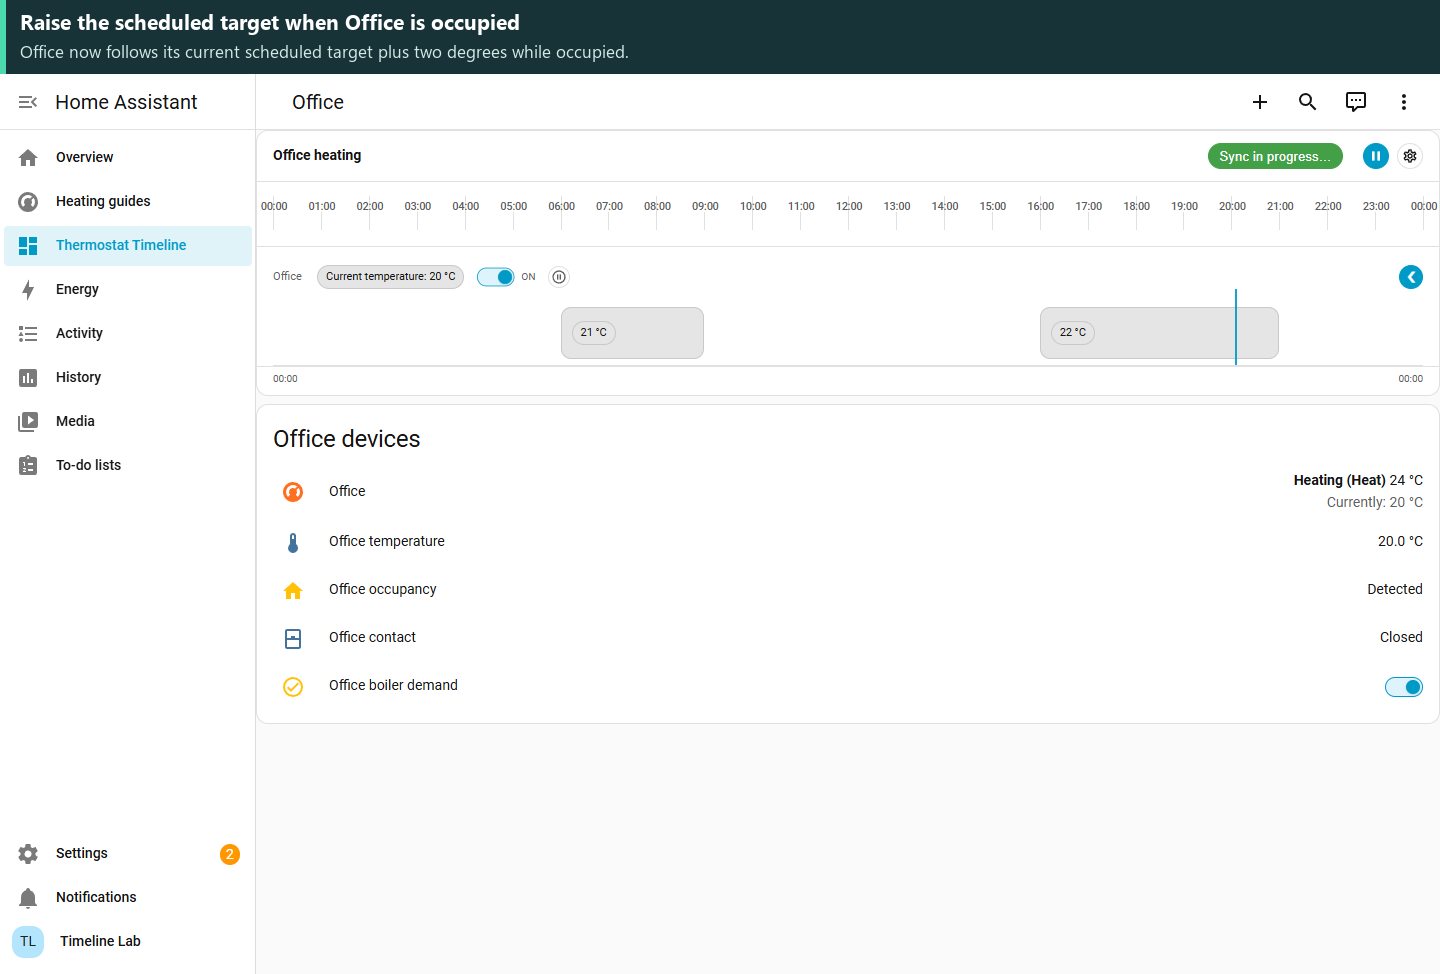 Raise the scheduled target when Office is occupied
Office now follows its current scheduled target plus two degrees while occupied.
Home Assistant
Office
Overview
Heating guides
Thermostat Timeline
Energy
Activity
History
Media
To-do lists
Settings
2
Notifications
TL
Timeline Lab
Office heating
Sync in progress...
00:00 01:00 02:00 03:00 04:00 05:00 06:00 07:00 08:00 09:00 10:00 11:00 12:00 13:00 14:00 15:00 16:00 17:00 18:00 19:00 20:00 21:00 22:00 23:00 00:00
Office
Current temperature: 20 °C
ON
21 °C
22 °C
00:00
00:00
Office devices
Office
Heating (Heat) 24 °C
Currently: 20 °C
Office temperature
20.0 °C
Office occupancy
Detected
Office contact
Closed
Office boiler demand